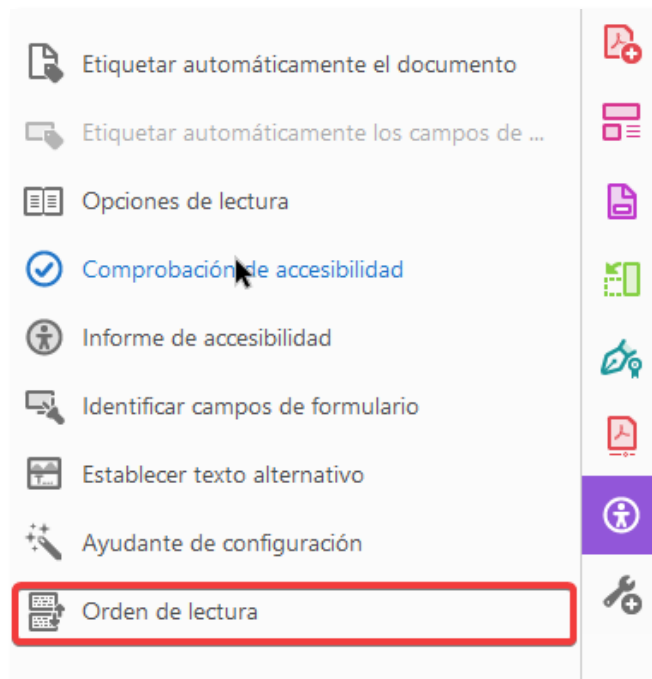 Etiquetar automáticamente el documento
Etiquetar automáticamente los campos de ...
Opciones de lectura
Comprobación de accesibilidad
Informe de accesibilidad
Identificar campos de formulario
Establecer texto alternativo
Ayudante de configuración
Orden de lectura